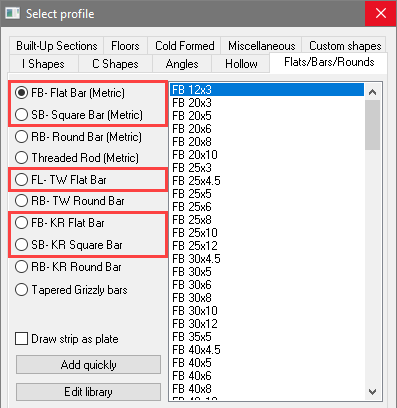 Select profile
Built-Up Sections Floors Cold Formed Miscellaneous Custom shapes
I Shapes C Shapes Angles Hollow Flats/Bars/Rounds
FB- Flat Bar (Metric)
SB- Square Bar (Metric)
RB- Round Bar (Metric)
Threaded Rod (Metric)
FL- TW Flat Bar
RB- TW Round Bar
FB- KR Flat Bar
SB- KR Square Bar
RB- KR Round Bar
Tapered Grizzly bars
Draw strip as plate
Add quickly
Edit library
FB 12x3
FB 20x3
FB 20x5
FB 20x6
FB 20x8
FB 20x10
FB 25x3
FB 25x4.5
FB 25x5
FB 25x6
FB 25x8
FB 25x10
FB 25x12
FB 30x4.5
FB 30x5
FB 30x6
FB 30x8
FB 30x10
FB 30x12
FB 35x5
FB 40x4.5
FB 40x5
FB 40x6
FB 40x8
FB 40x10